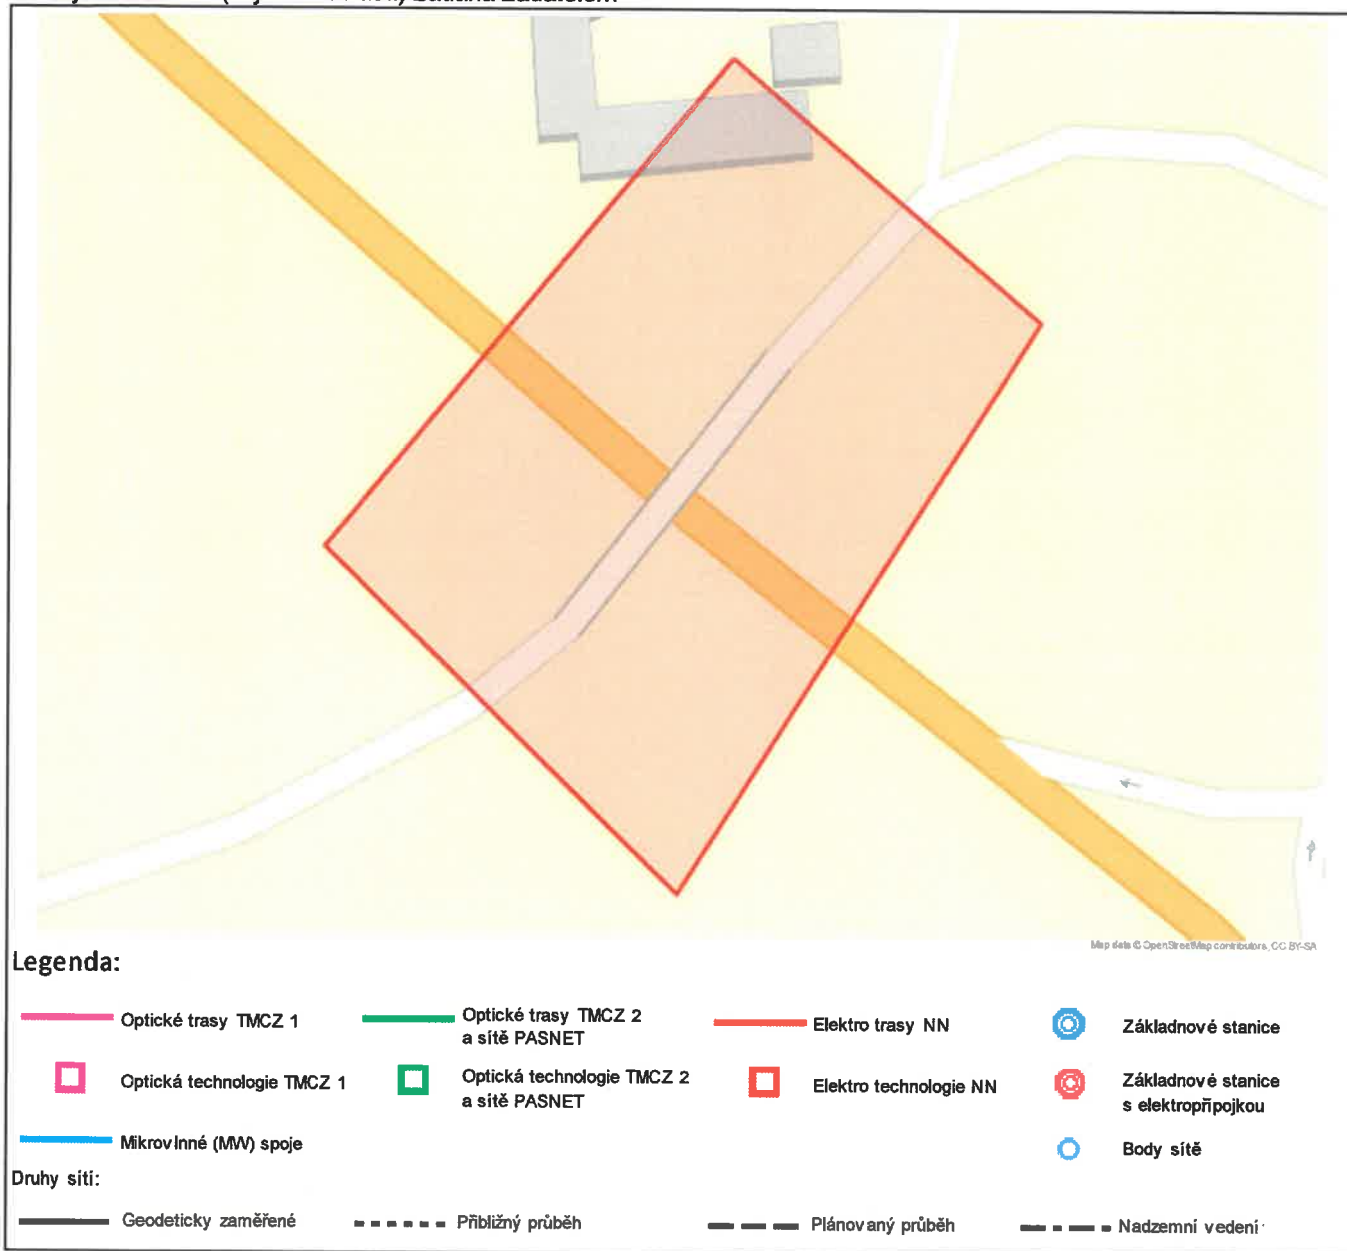 Map data © OpenStreetMap contributors, CC BY-SA
Legenda:
Optické trasy TMCZ 1
Optické trasy TMCZ 2
a sítě PASNET
Elektro trasy NN
Základnové stanice
Optická technologie TMCZ 1
Optická technologie TMCZ 2
a sítě PASNET
Elektro technologie NN
Základnové stanice
s elektropřípojkou
Mikrovlnné (MW) spoje
Body sítě
Druhy sítí:
Geodeticky zaměřené
Přibližný průběh
Plánovaný průběh
Nadzemní vedení